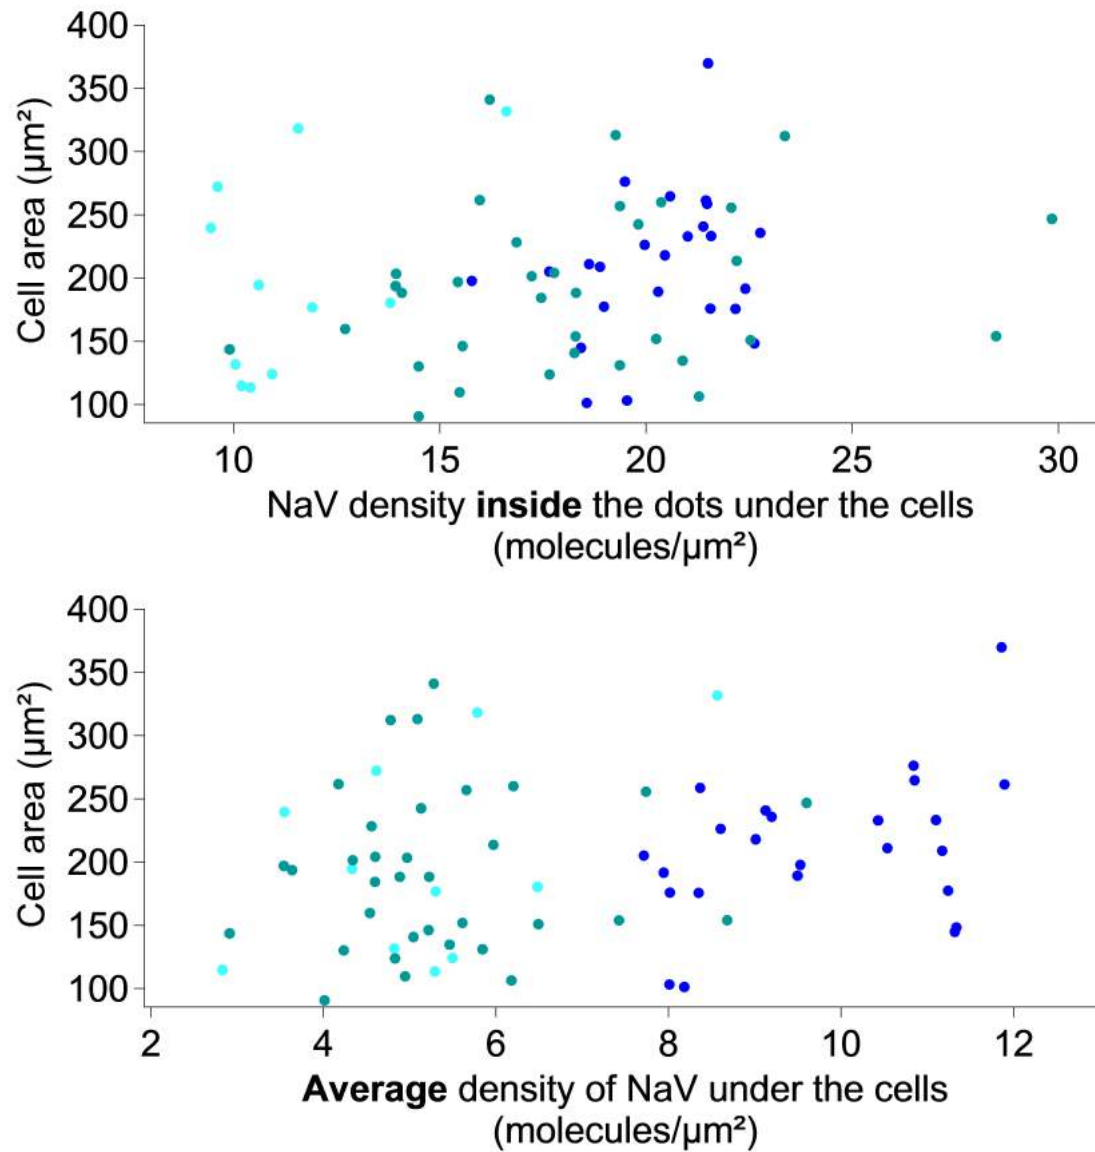 400
350
300
250
200
150
100
Cell area (µm²)
10 15 20 25 30
NaV density inside the dots under the cells
(molecules/µm²)
400
350
300
250
200
150
100
Cell area (µm²)
2 4 6 8 10 12
Average density of NaV under the cells
(molecules/µm²)